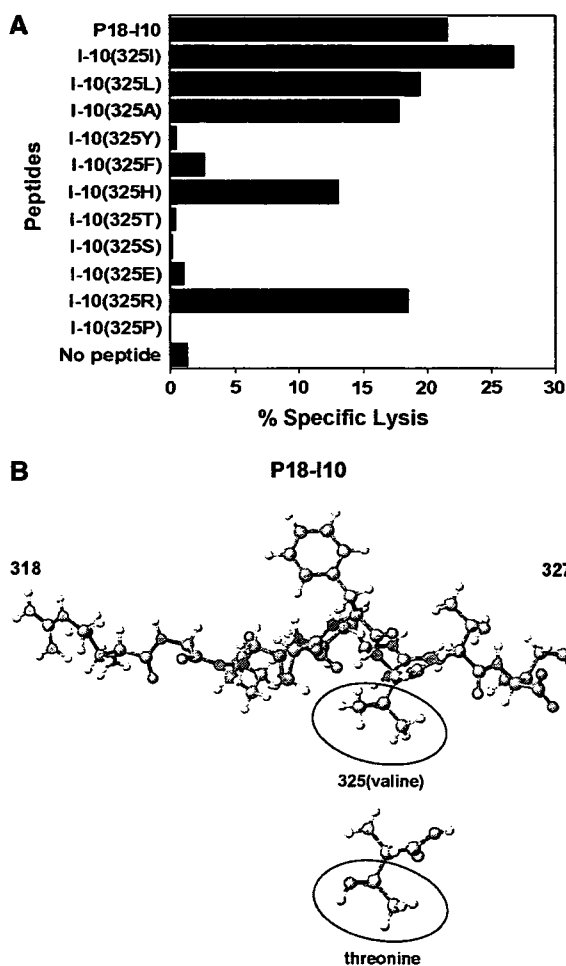 A
P18-I10
I-10(325I)
I-10(325L)
I-10(325A)
I-10(325Y)
I-10(325F)
I-10(325H)
I-10(325T)
I-10(325S)
I-10(325E)
I-10(325R)
I-10(325P)
No peptide
Peptides
0 5 10 15 20 25 30
% Specific Lysis
B
P18-I10
318
327
325(valine)
threonine